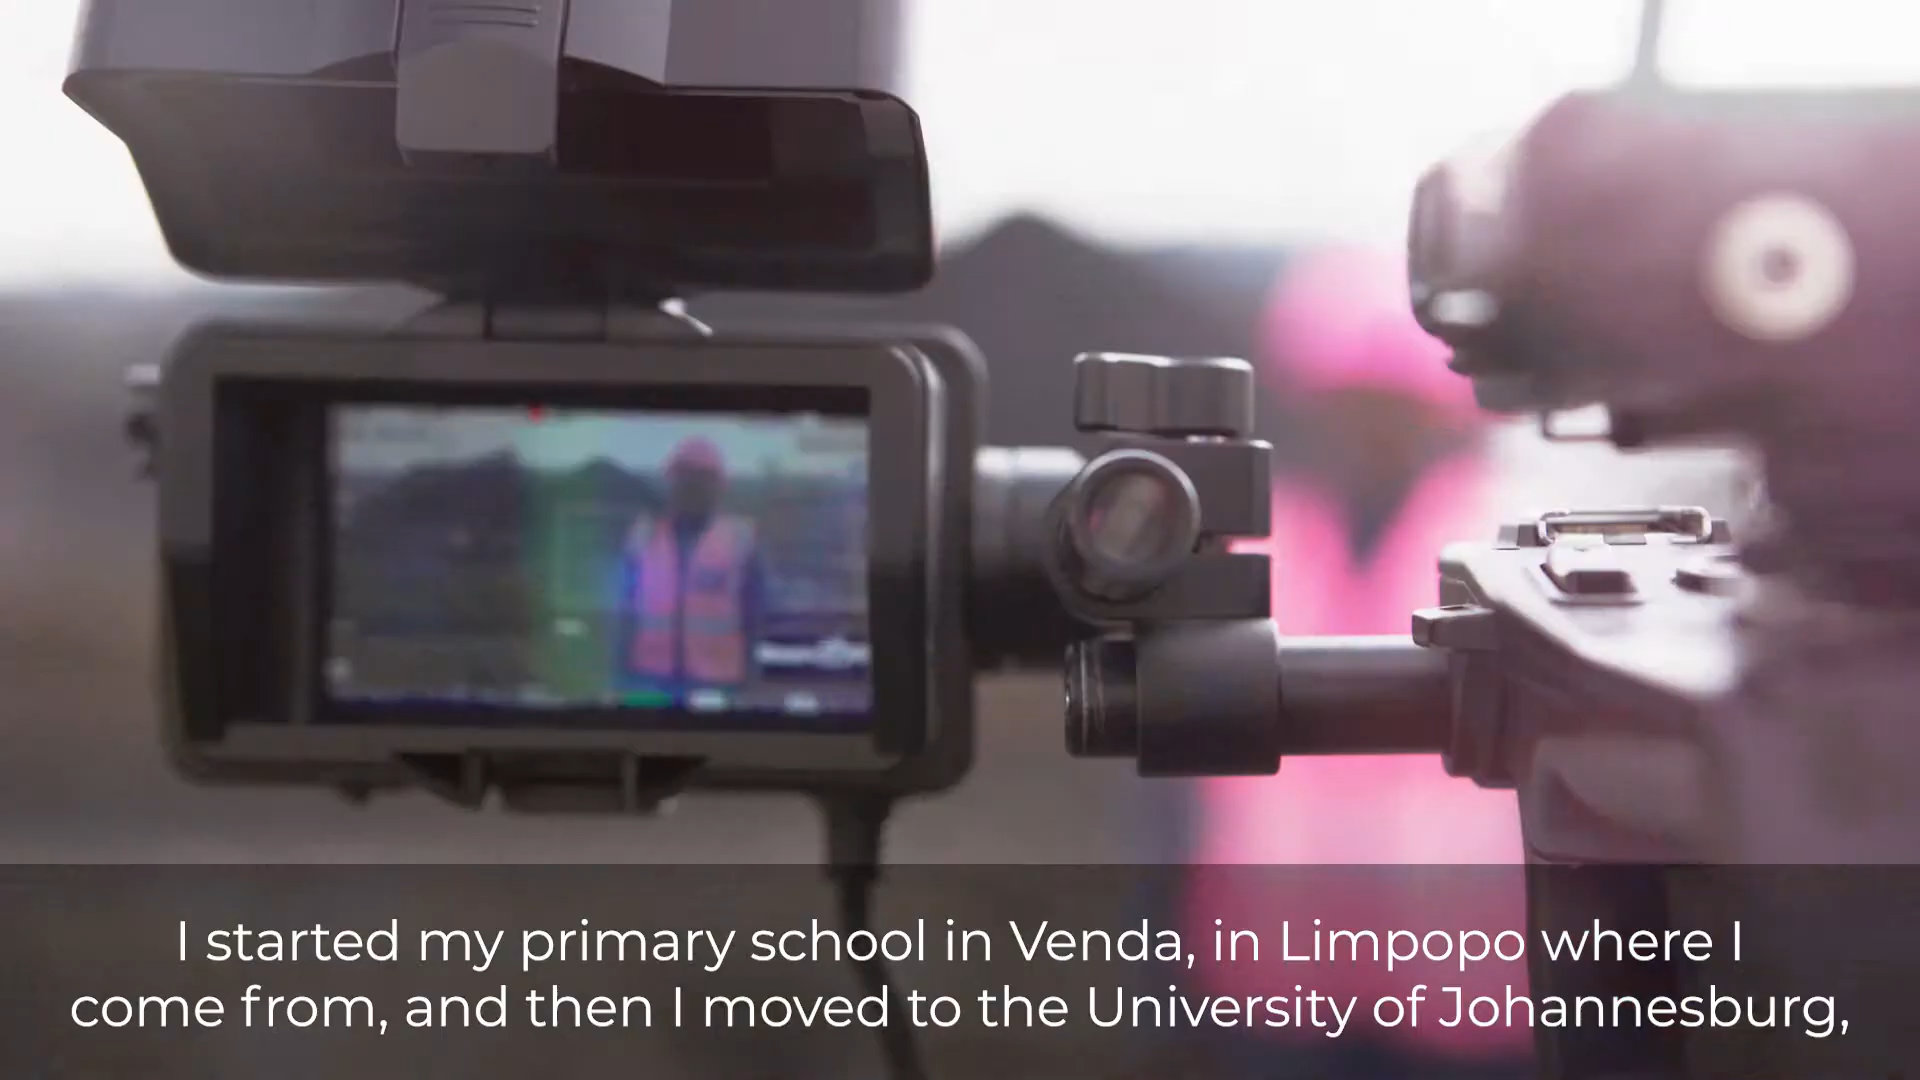 I started my primary school in Venda, in Limpopo where I
come from, and then I moved to the University of Johannesburg,